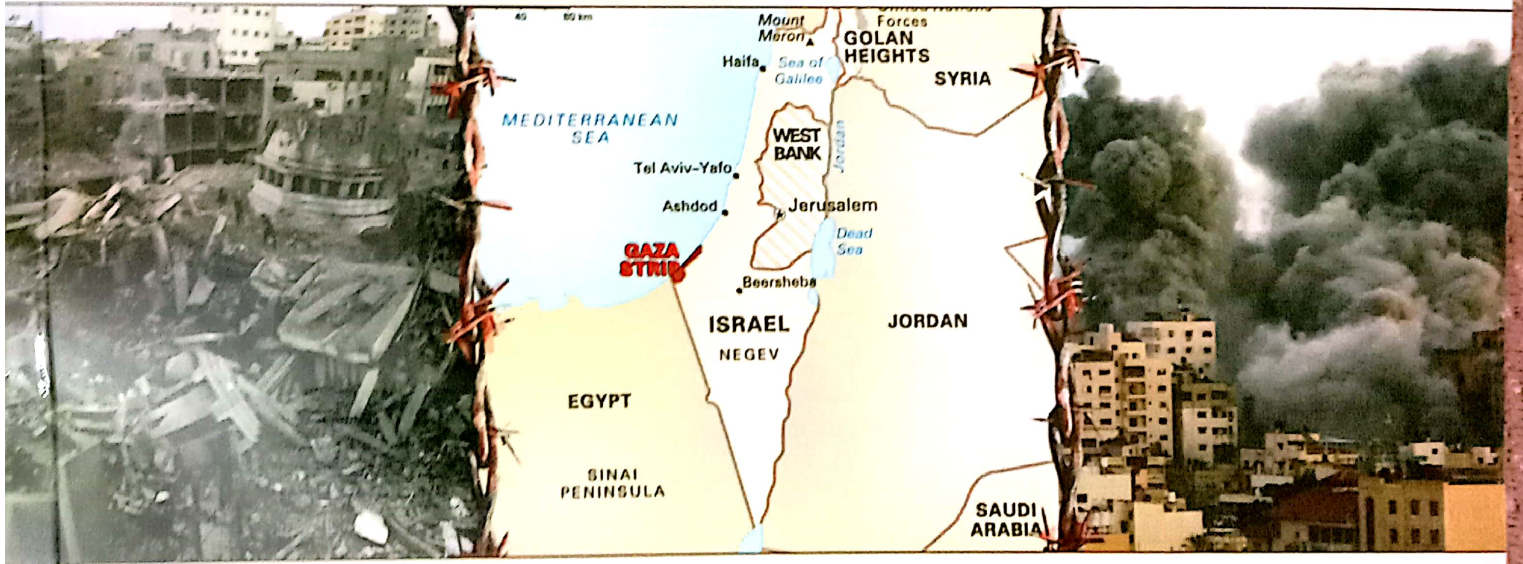 40
80 km
Mount
Meron
Forces
GOLAN
HEIGHTS
Haifa
Sea of
Galilee
SYRIA
MEDITERRANEAN
SEA
WEST
BANK
Jordan
Tel Aviv-Yafo
Ashdod
Jerusalem
Dead
Sea
GAZA
STRIP
Beersheba
ISRAEL
NEGEV
JORDAN
EGYPT
SINAI
PENINSULA
SAUDI
ARABIA